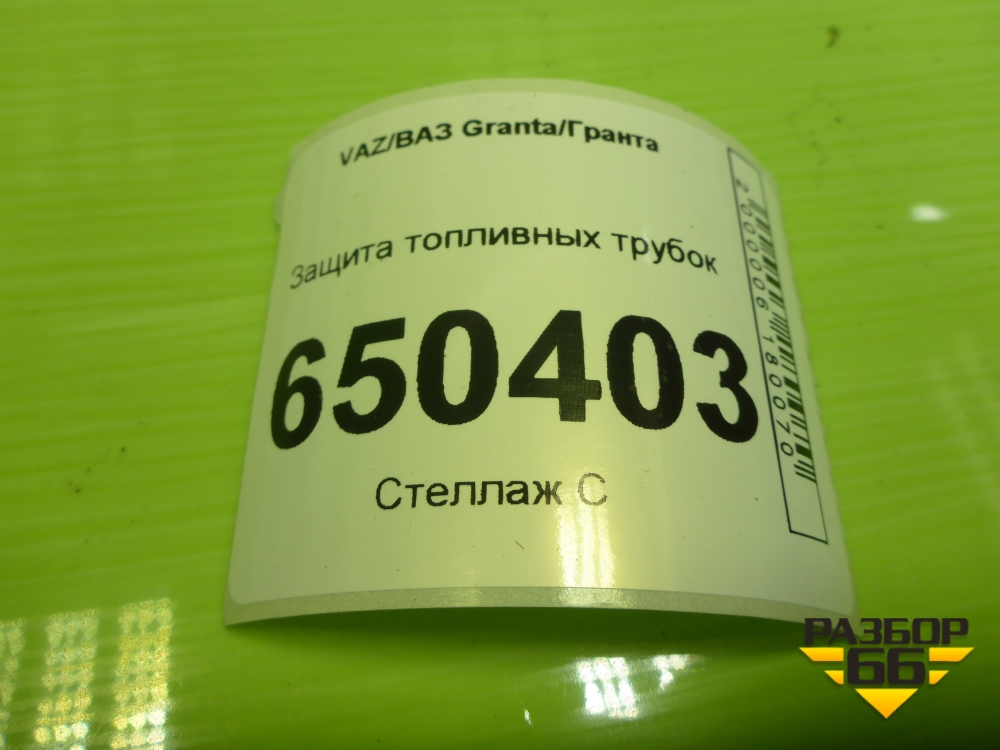 VAZ/ВАЗ Granta/Гранта
Защита топливных трубок
650403
Стеллаж С
2000006180070
РАЗБОР
66